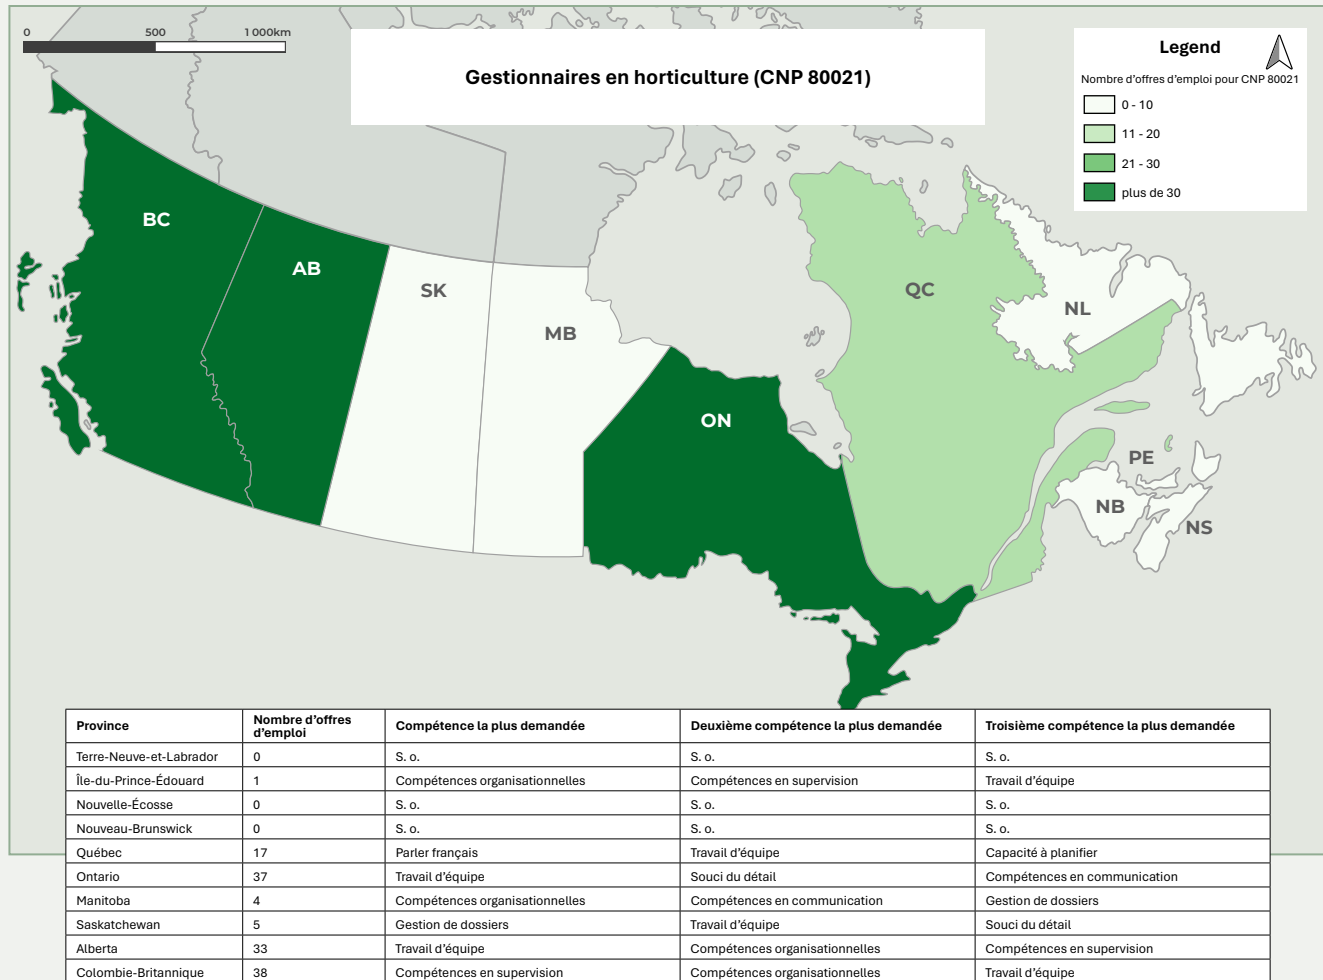 0 500 1 000km
Gestionnaires en horticulture (CNP 80021)
Legend
Nombre d'offres d'emploi pour CNP 80021
0 - 10
11 - 20
21 - 30
plus de 30
BC
AB
SK
MB
ON
QC
NL
PE
NB
NS
Province | Nombre d'offres d'emploi | Compétence la plus demandée | Deuxième compétence la plus demandée | Troisième compétence la plus demandée
Terre-Neuve-et-Labrador | 0 | S. o. | S. o. | S. o.
Île-du-Prince-Édouard | 1 | Compétences organisationnelles | Compétences en supervision | Travail d'équipe
Nouvelle-Écosse | 0 | S. o. | S. o. | S. o.
Nouveau-Brunswick | 0 | S. o. | S. o. | S. o.
Québec | 17 | Parler français | Travail d'équipe | Capacité à planifier
Ontario | 37 | Travail d'équipe | Souci du détail | Compétences en communication
Manitoba | 4 | Compétences organisationnelles | Compétences en communication | Gestion de dossiers
Saskatchewan | 5 | Gestion de dossiers | Travail d'équipe | Souci du détail
Alberta | 33 | Travail d'équipe | Compétences organisationnelles | Compétences en supervision
Colombie-Britannique | 38 | Compétences en supervision | Compétences organisationnelles | Travail d'équipe